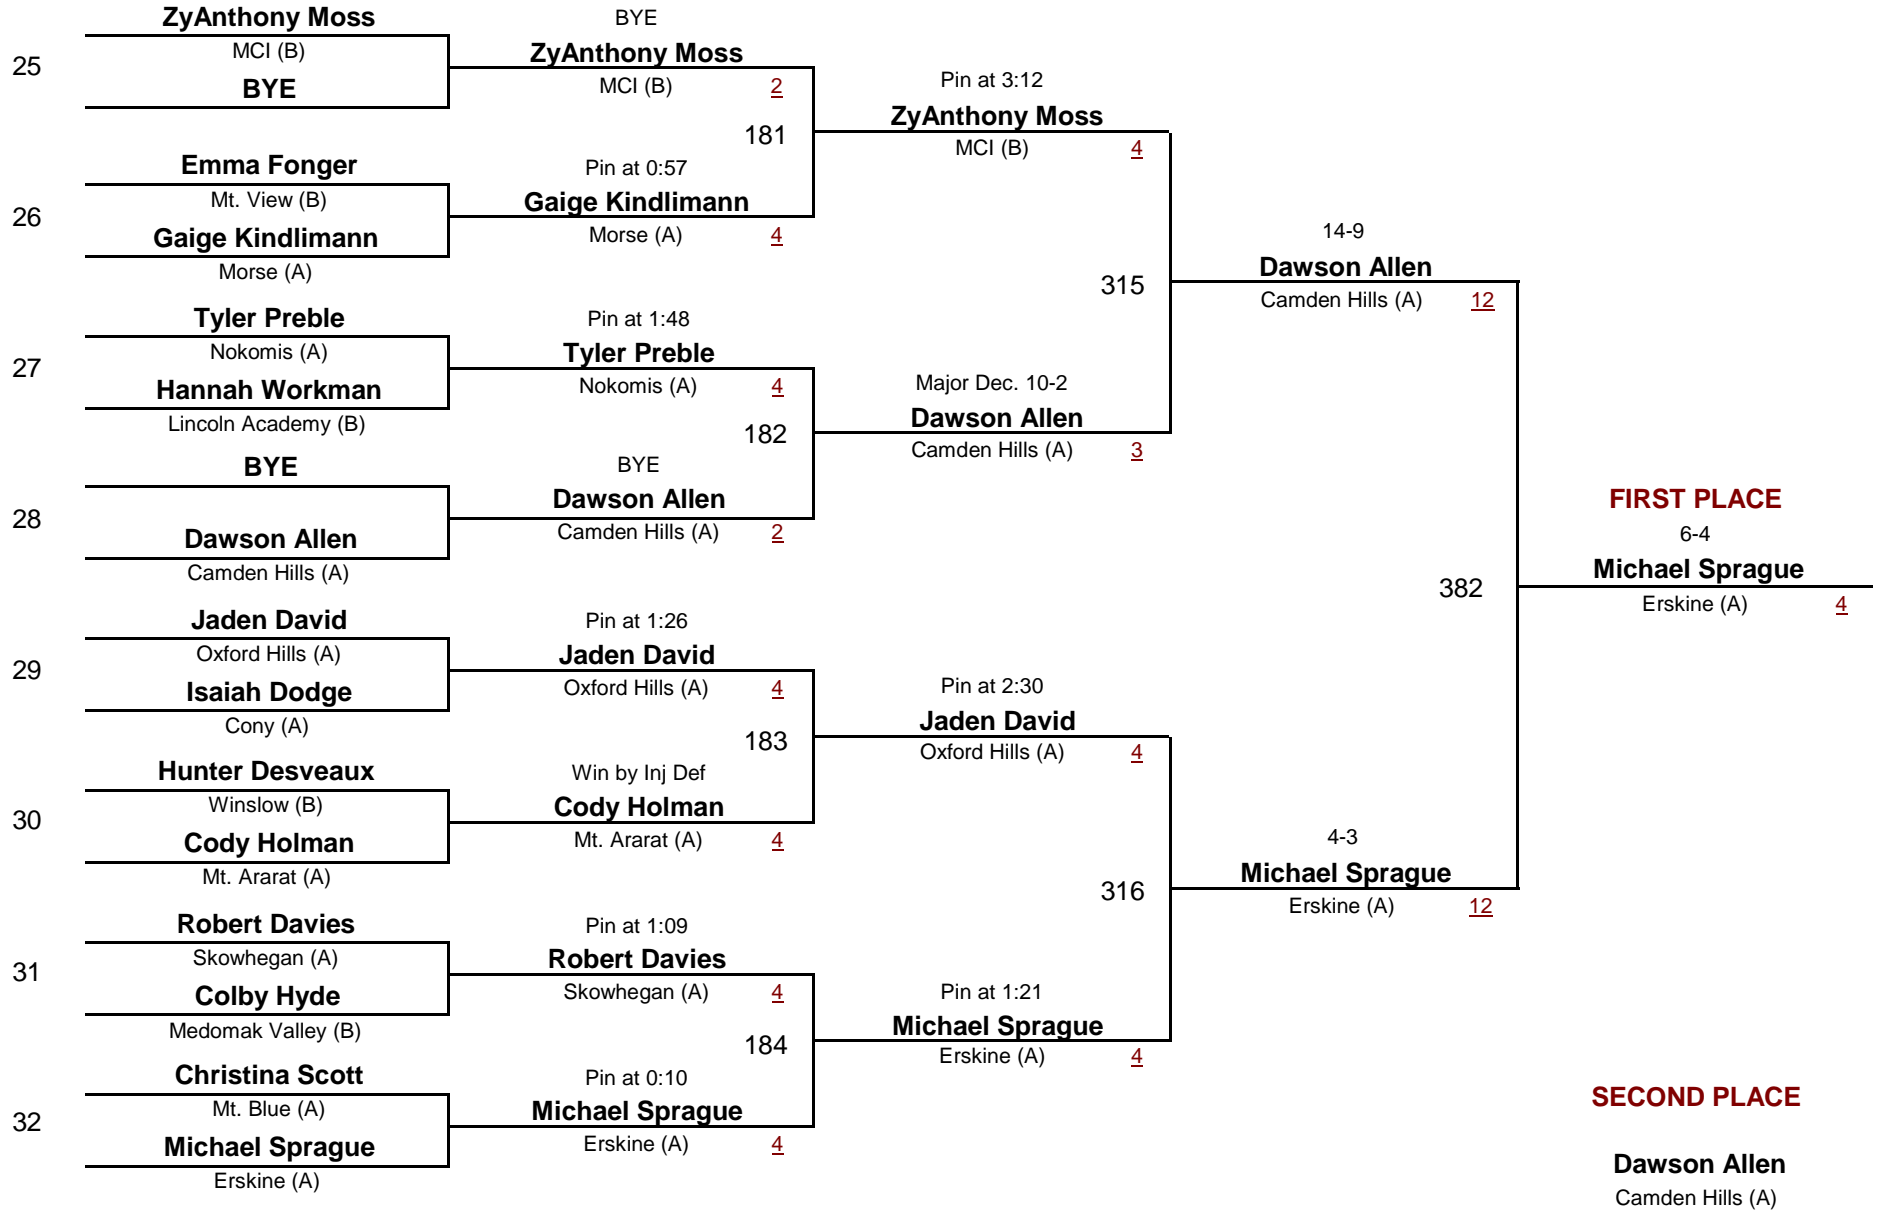 ZyAnthony Moss
25
MCI (B)
BYE
Emma Fonger
26
Mt. View (B)
Gaige Kindlimann
Morse (A)
Tyler Preble
27
Nokomis (A)
Hannah Workman
Lincoln Academy (B)
BYE
28
Dawson Allen
Camden Hills (A)
Jaden David
29
Oxford Hills (A)
Isaiah Dodge
Cony (A)
Hunter Desveaux
30
Winslow (B)
Cody Holman
Mt. Ararat (A)
Robert Davies
31
Skowhegan (A)
Colby Hyde
Medomak Valley (B)
Christina Scott
32
Mt. Blue (A)
Michael Sprague
Erskine (A)
BYE
ZyAnthony Moss
MCI (B) 2
181
Pin at 0:57
Gaige Kindlimann
Morse (A) 4
Pin at 1:48
Tyler Preble
Nokomis (A) 4
182
BYE
Dawson Allen
Camden Hills (A) 2
Pin at 1:26
Jaden David
Oxford Hills (A) 4
183
Win by Inj Def
Cody Holman
Mt. Ararat (A) 4
Pin at 1:09
Robert Davies
Skowhegan (A) 4
184
Pin at 0:10
Michael Sprague
Erskine (A) 4
Pin at 3:12
ZyAnthony Moss
MCI (B) 4
315
Major Dec. 10-2
Dawson Allen
Camden Hills (A) 3
Pin at 2:30
Jaden David
Oxford Hills (A) 4
316
Pin at 1:21
Michael Sprague
Erskine (A) 4
14-9
Dawson Allen
Camden Hills (A) 12
382
4-3
Michael Sprague
Erskine (A) 12
FIRST PLACE
6-4
Michael Sprague
Erskine (A) 4
SECOND PLACE
Dawson Allen
Camden Hills (A)